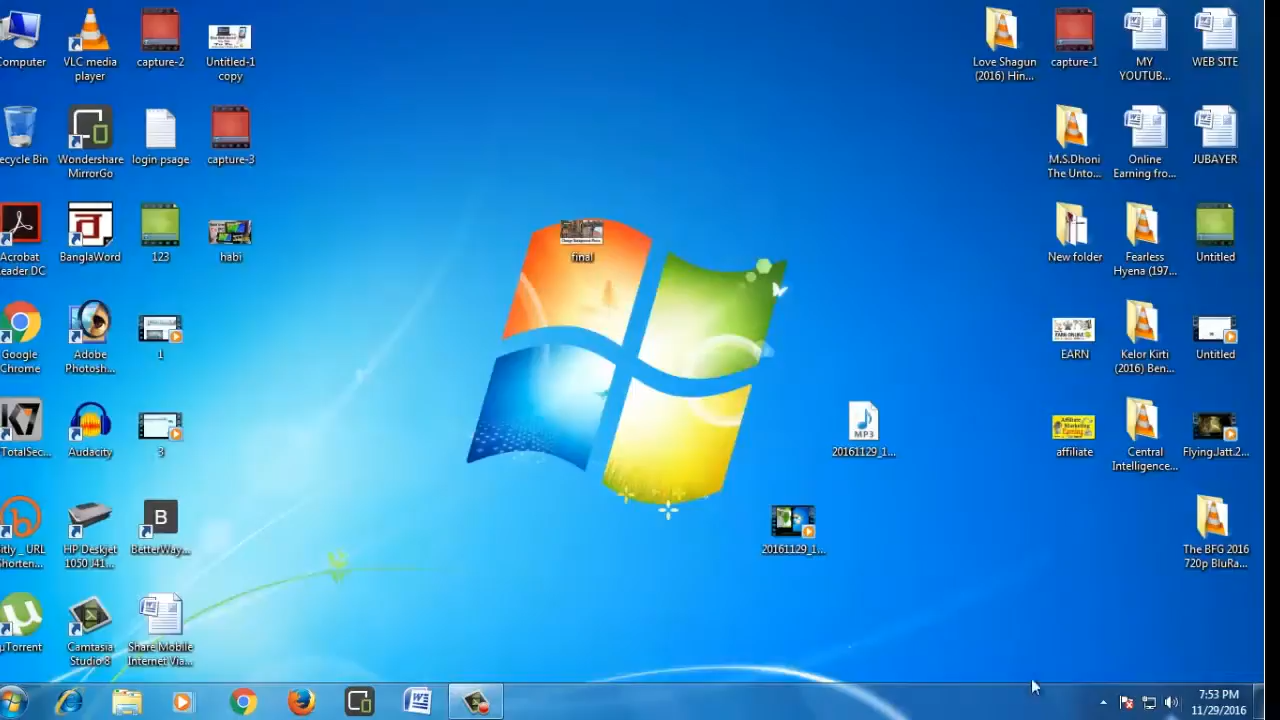 Computer
VLC media
player
capture-2
Untitled-1
copy
Love Shagun
(2016) Hin...
capture-1
MY
YOUTUB...
WEB SITE
ecycle Bin
Wondershare
MirrorGo
login psage
capture-3
M.S.Dhoni
The Unto...
Online
Earning fro...
JUBAYER
Acrobat
eader DC
BanglaWord
123
habi
final
New folder
Fearless
Hyena (197...
Untitled
Google
Chrome
Adobe
Photosh...
1
EARN
Kelor Kirti
(2016) Ben...
Untitled
TotalSec...
Audacity
3
MP3
20161129_1...
affiliate
Central
Intelligence...
FlyingJatt.2...
Bitly _ URL
Shorten...
HP Deskjet
1050 J41...
B
BetterWay...
20161129_1...
The BFG 2016
720p BluRa...
µTorrent
Camtasia
Studio 8
Share Mobile
Internet Via...
7:53 PM
11/29/2016